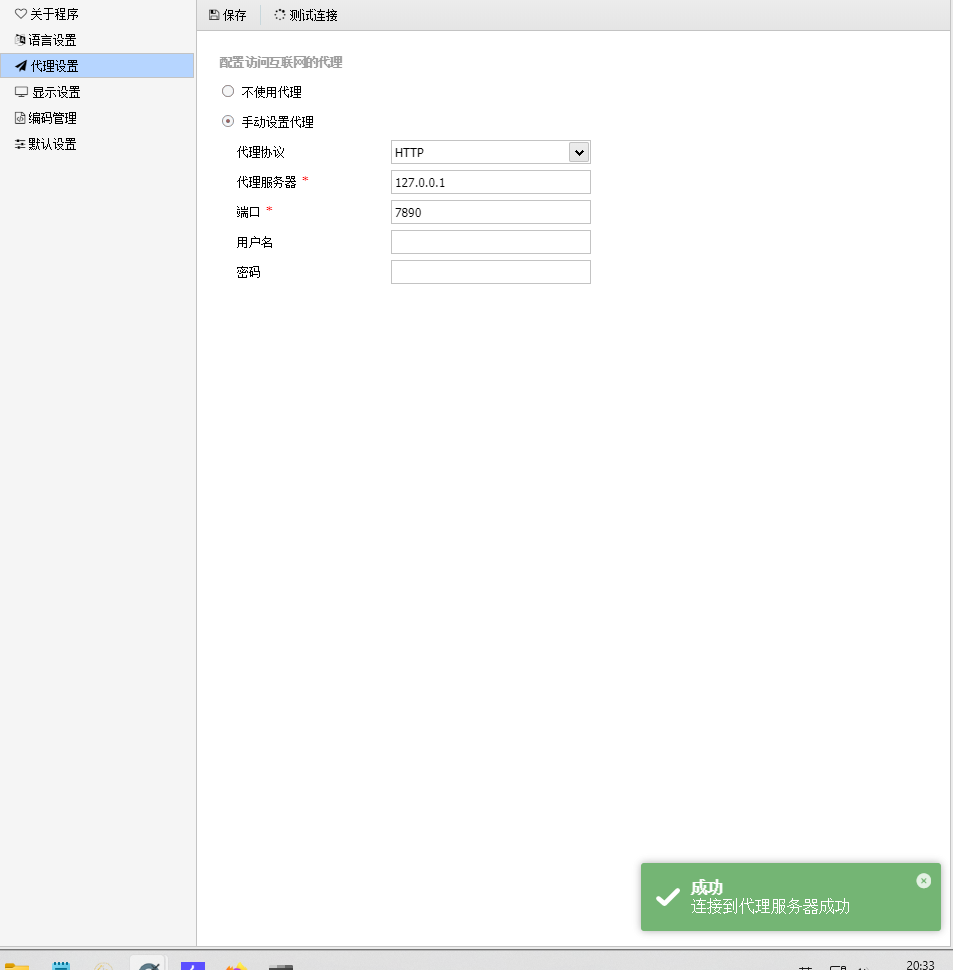 关于程序
语言设置
代理设置
显示设置
编码管理
默认设置
保存 测试连接
配置访问互联网的代理
不使用代理
手动设置代理
代理协议 HTTP
代理服务器 * 127.0.0.1
端口 * 7890
用户名
密码
成功
连接到代理服务器成功
20:33